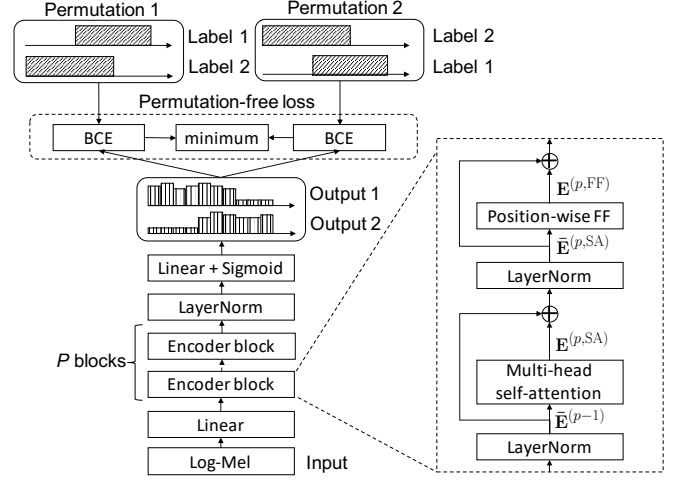 Permutation 1
Permutation 2
Label 1
Label 2
Label 2
Label 1
Permutation-free loss
BCE
minimum
BCE
Output 1
Output 2
Linear + Sigmoid
LayerNorm
P blocks
Encoder block
Encoder block
Linear
Log-Mel
Input
E^{(p,FF)}
Position-wise FF
Ē^{(p,SA)}
LayerNorm
E^{(p,SA)}
Multi-head
self-attention
Ē^{(p−1)}
LayerNorm